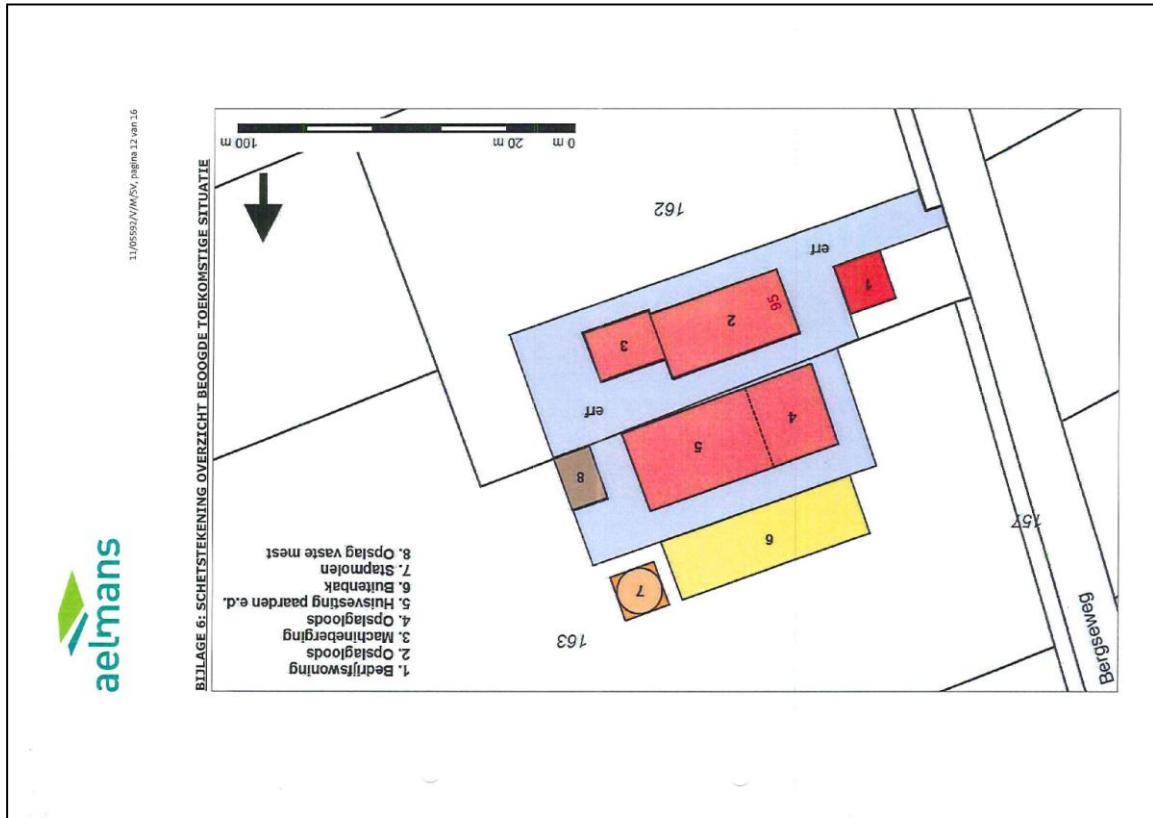 11/05592/V/M/SV, pagina 12 van 16
aelmans
BIJLAGE 6: SCHETSTEKENING OVERZICHT BEOOGDE TOEKOMSTIGE SITUATIE
0 m
20 m
100 m
1. Bedrijfswoning
2. Opslagloods
3. Machineberging
4. Opslagloods
5. Huisvesting paarden e.d.
6. Buitenbak
7. Stapmolen
8. Opslag vaste mest
162
erf
1
95
2
3
erf
4
5
8
6
7
163
157
Bergseweg